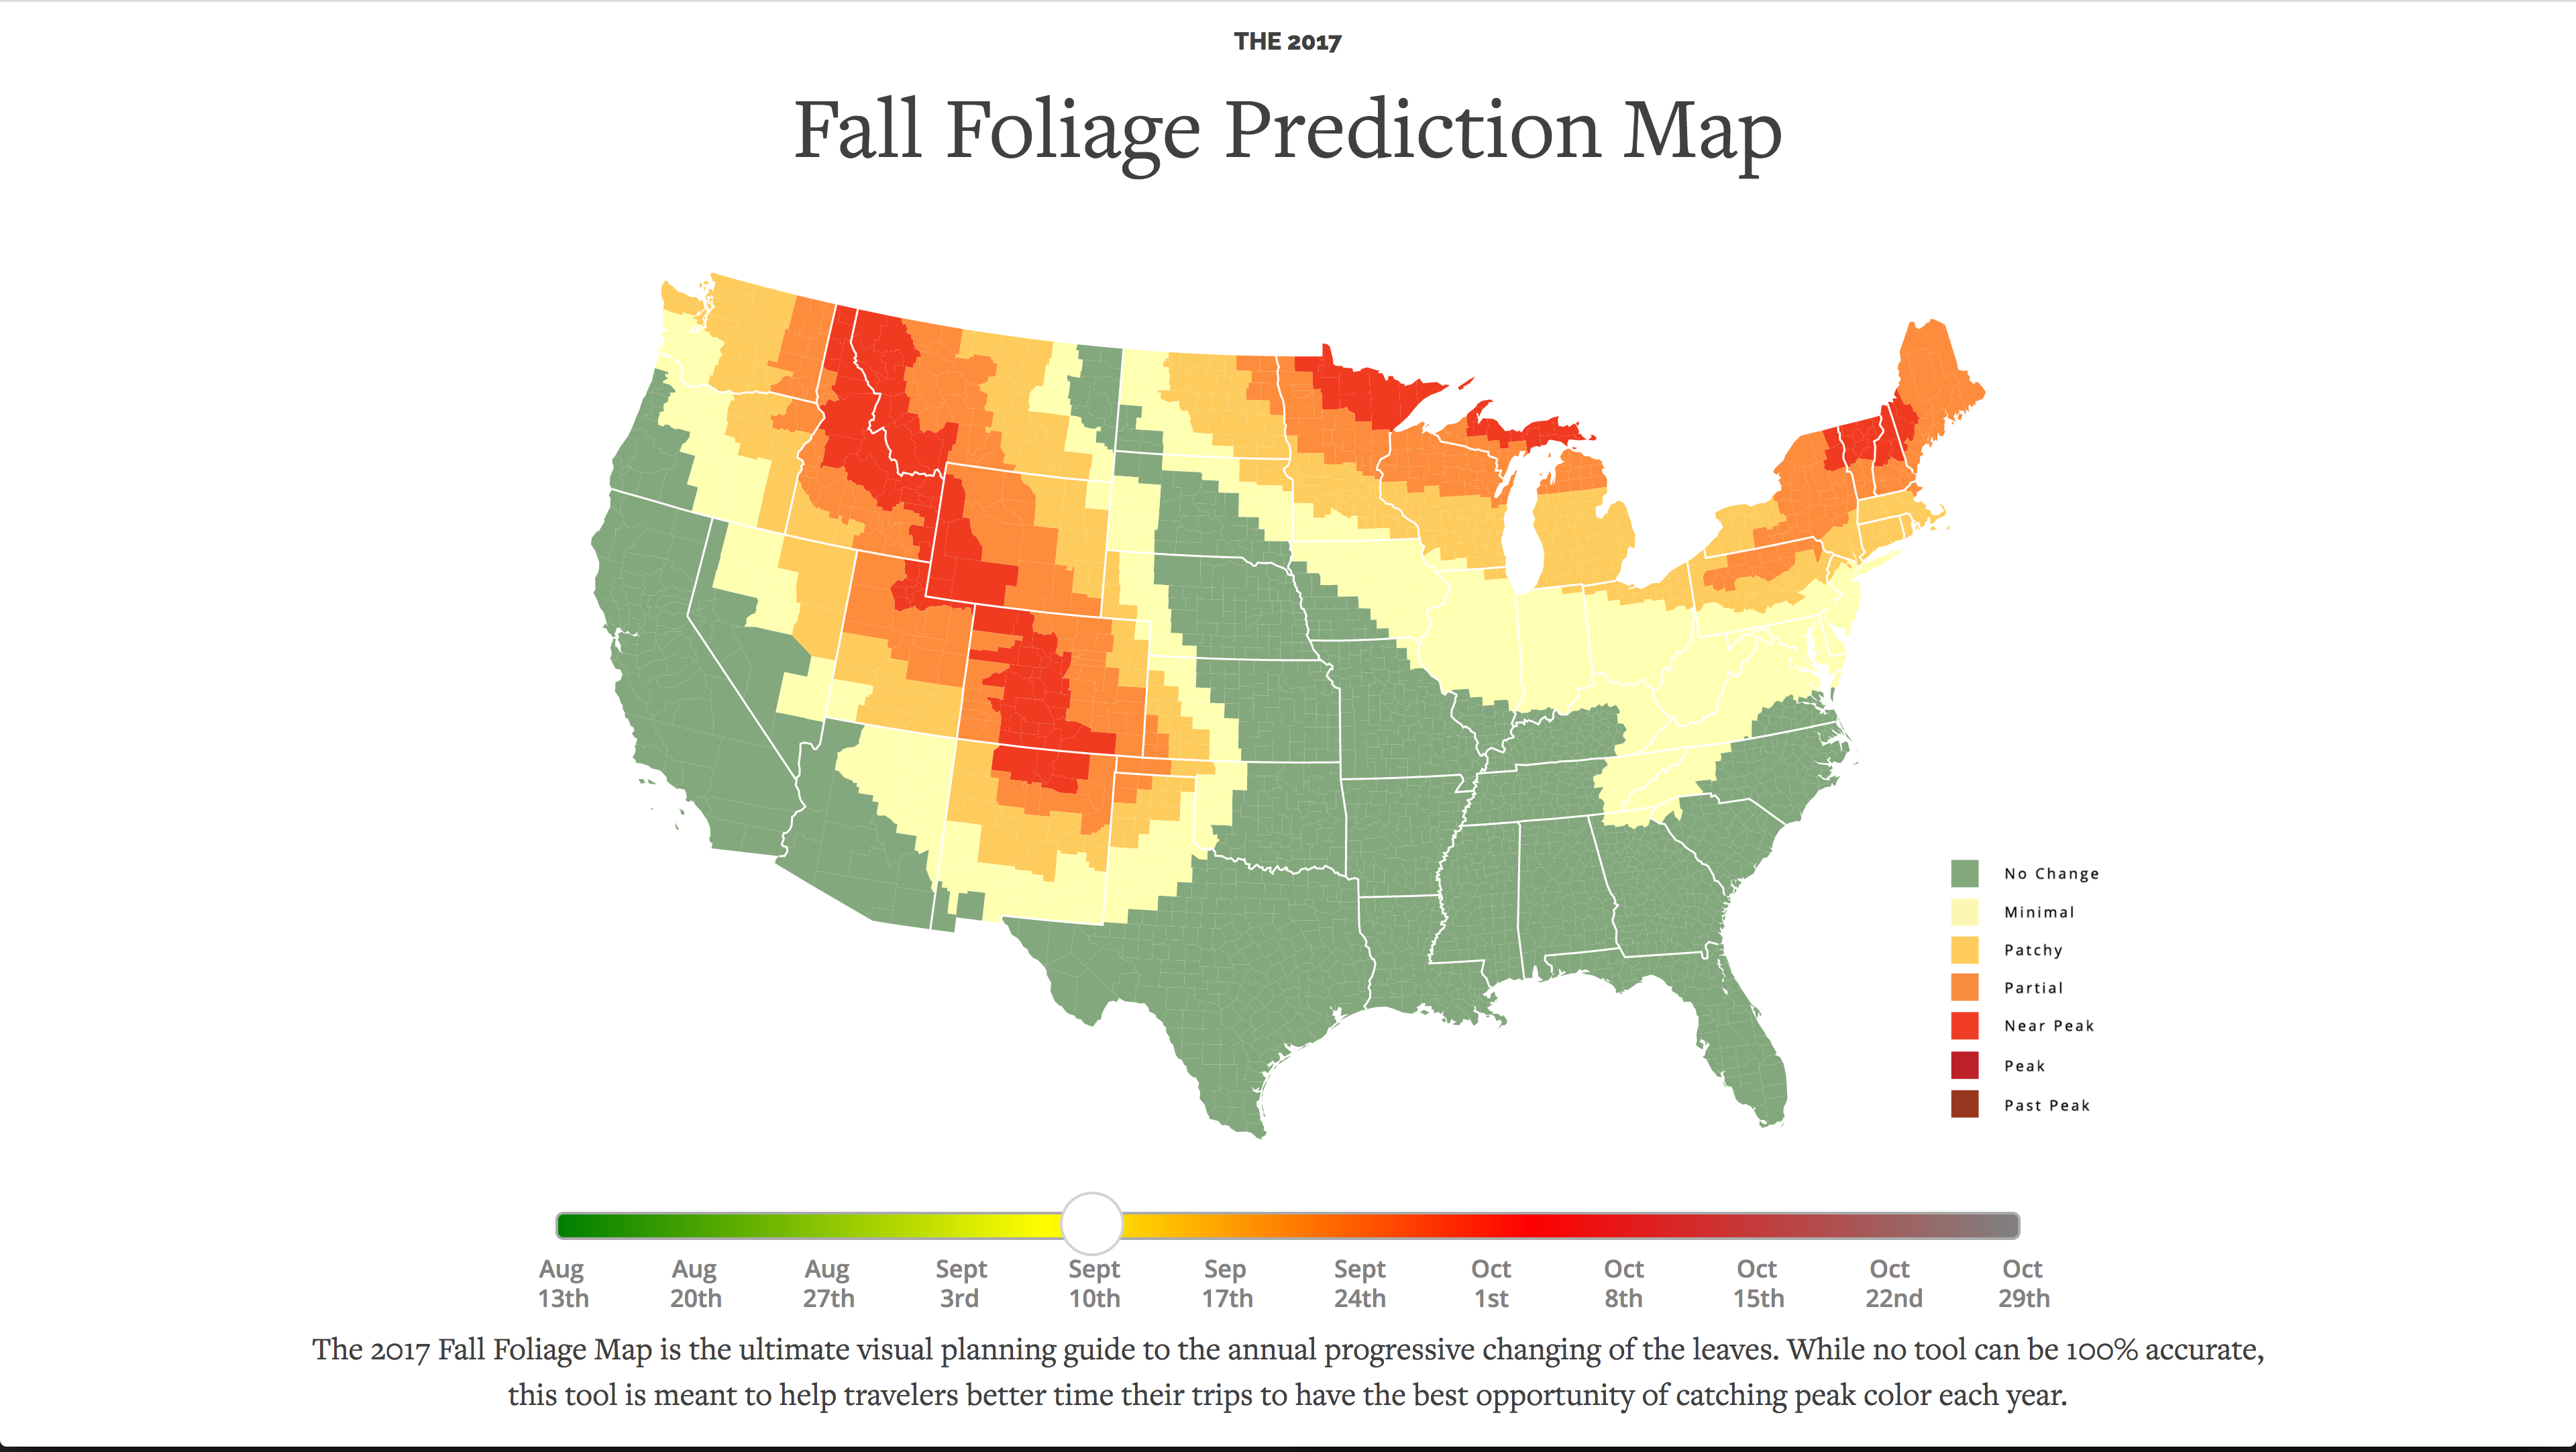 THE 2017
Fall Foliage Prediction Map
No Change
Minimal
Patchy
Partial
Near Peak
Peak
Past Peak
Aug 13th
Aug 20th
Aug 27th
Sept 3rd
Sept 10th
Sep 17th
Sept 24th
Oct 1st
Oct 8th
Oct 15th
Oct 22nd
Oct 29th
The 2017 Fall Foliage Map is the ultimate visual planning guide to the annual progressive changing of the leaves. While no tool can be 100% accurate,
this tool is meant to help travelers better time their trips to have the best opportunity of catching peak color each year.